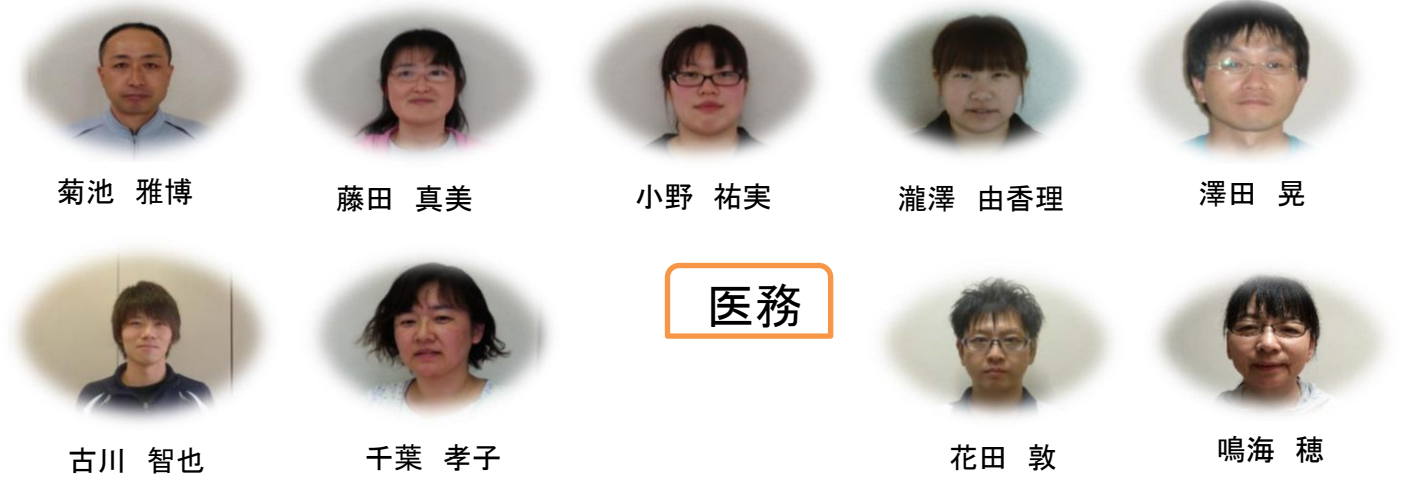 菊池　雅博
藤田　真美
小野　祐実
瀧澤　由香理
澤田　晃
医務
古川　智也
千葉　孝子
花田　敦
鳴海　穂